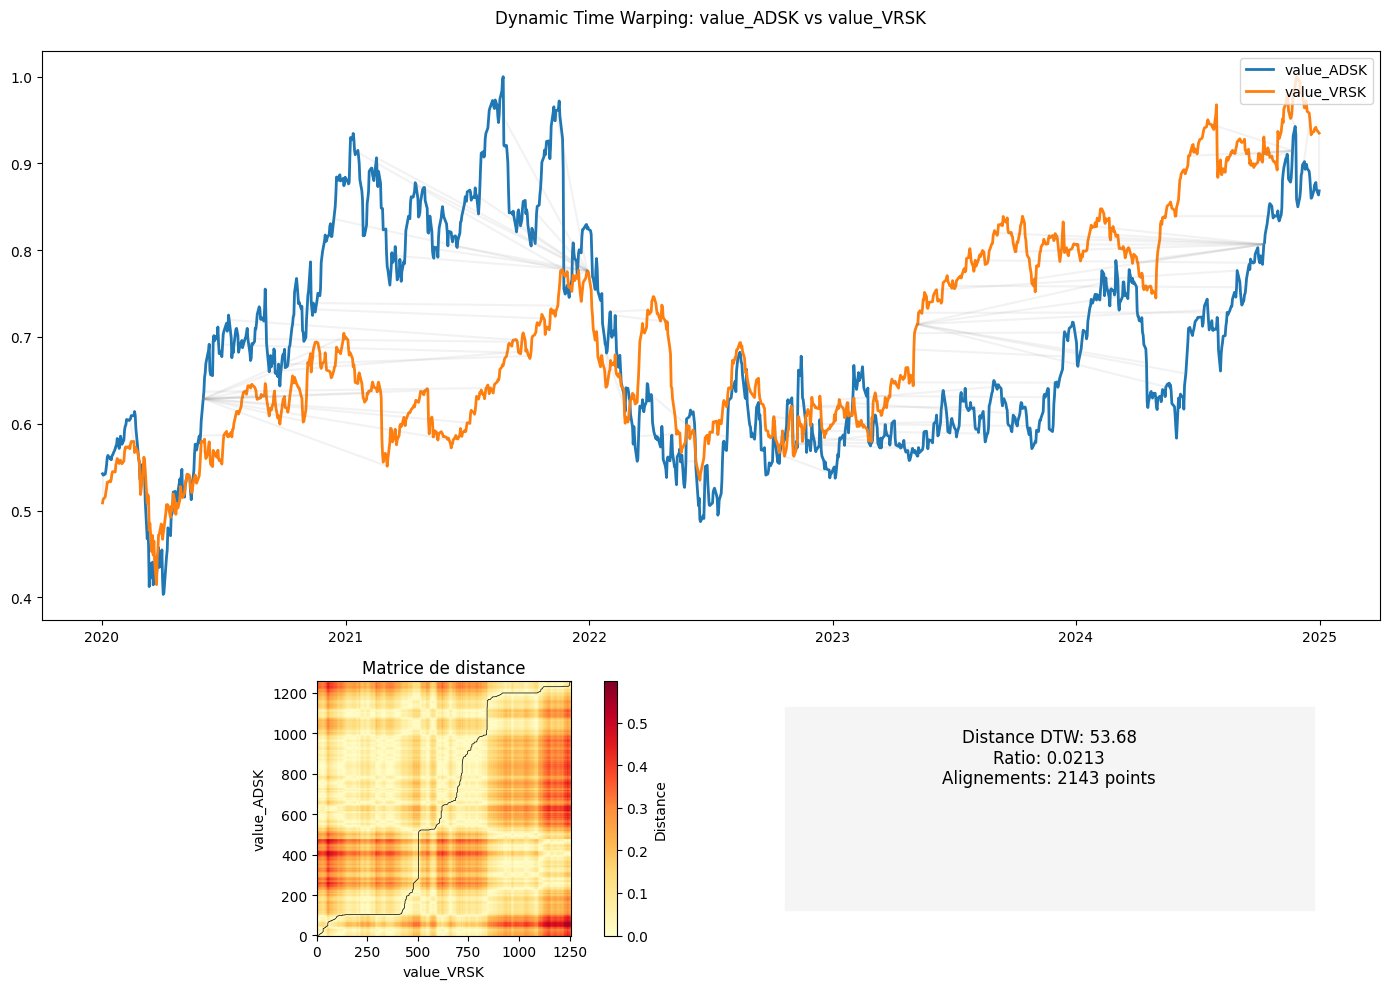 Dynamic Time Warping: value_ADSK vs value_VRSK
1.0
0.9
0.8
0.7
0.6
0.5
0.4
value_ADSK
value_VRSK
2020 2021 2022 2023 2024 2025
Matrice de distance
1200
1000
800
600
400
200
0
value_ADSK
0 250 500 750 1000 1250
value_VRSK
0.5
0.4
0.3
0.2
0.1
0.0
Distance
Distance DTW: 53.68
Ratio: 0.0213
Alignements: 2143 points